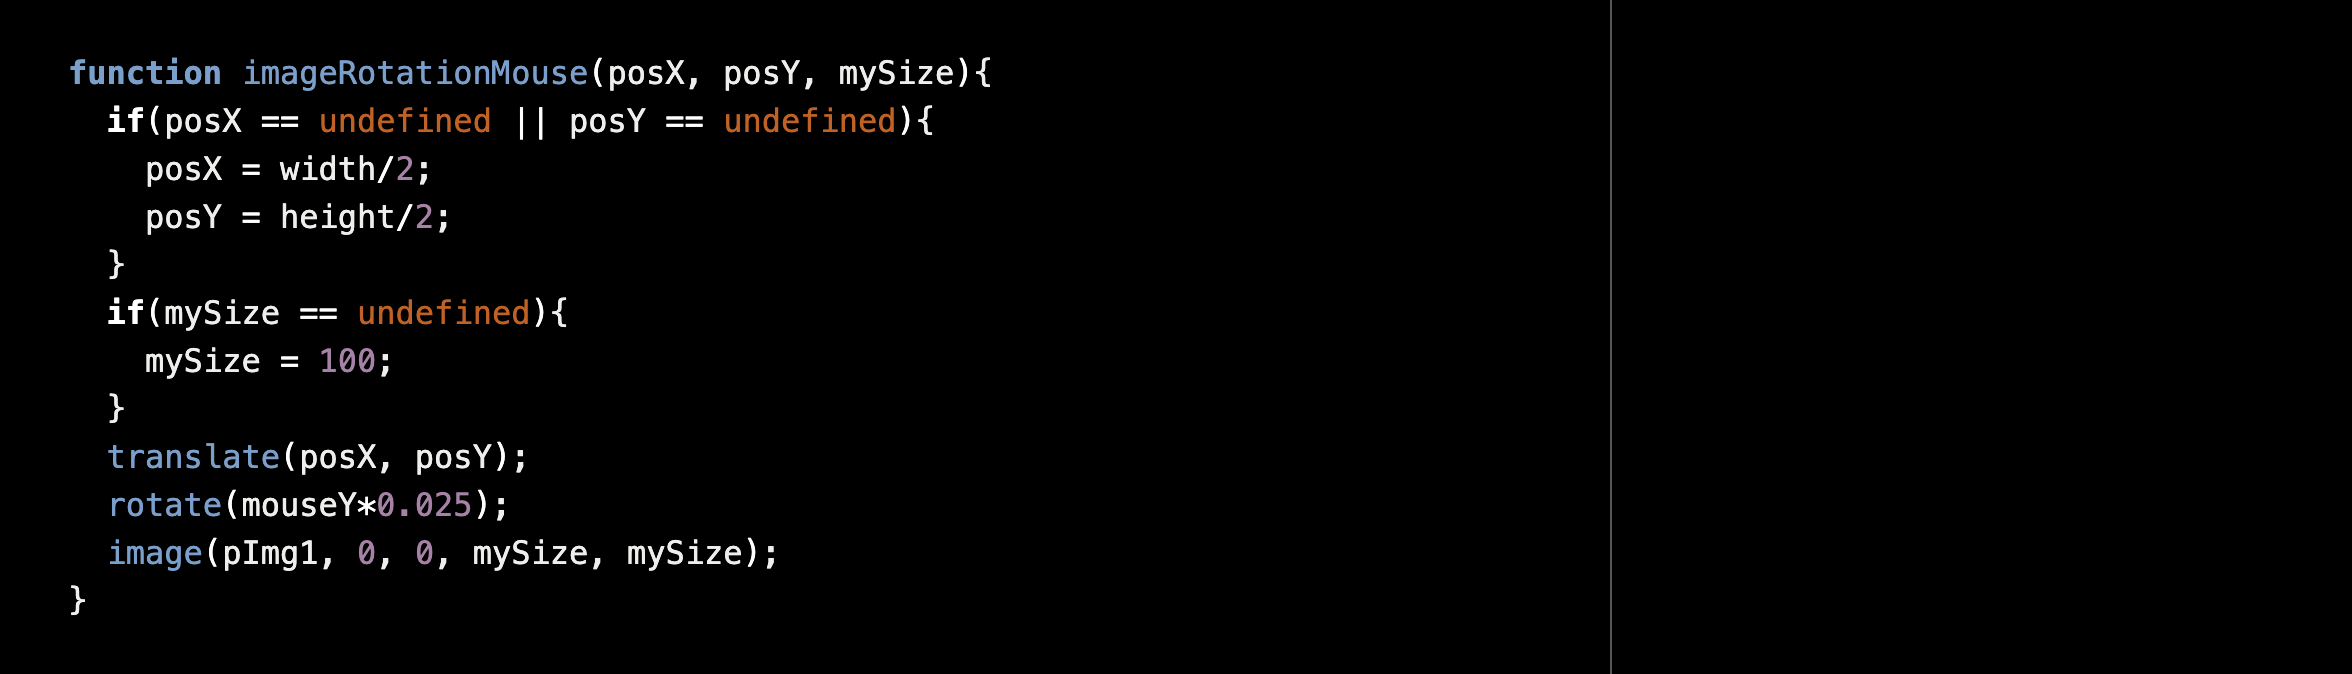 function imageRotationMouse(posX, posY, mySize){
  if(posX == undefined || posY == undefined){
    posX = width/2;
    posY = height/2;
  }
  if(mySize == undefined){
    mySize = 100;
  }
  translate(posX, posY);
  rotate(mouseY*0.025);
  image(pImg1, 0, 0, mySize, mySize);
}